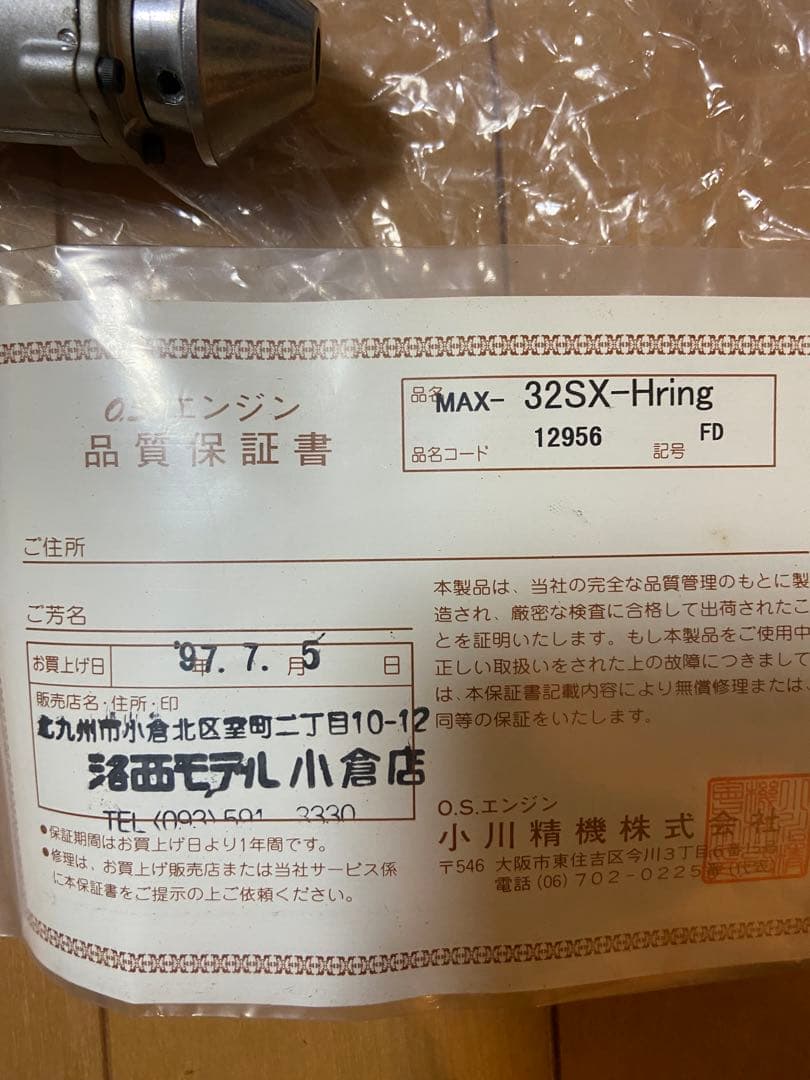 O.S.エンジン
品質保証書
品名 MAX- 32SX-Hring
品名コード 12956 記号 FD
ご住所
ご芳名
お買上げ日 '97.年 7.月 5 日
販売店名・住所・印
北九州市小倉北区室町二丁目10-12
洛西モデル 小倉店
TEL (093) 591-3330
●保証期間はお買上げ日より1年間です。
●修理は、お買上げ販売店または当社サービス係
に本保証書をご提示の上ご依頼ください。
本製品は、当社の完全な品質管理のもとに製
造され、厳密な検査に合格して出荷されたこ
とを証明いたします。もし本製品をご使用中
正しい取扱いをされた上の故障につきまして
は、本保証書記載内容により無償修理または、
同等の保証をいたします。
O.S.エンジン
小川精機株式会社
〒546 大阪市東住吉区今川3丁目
電話(06)702-0225番(代表)